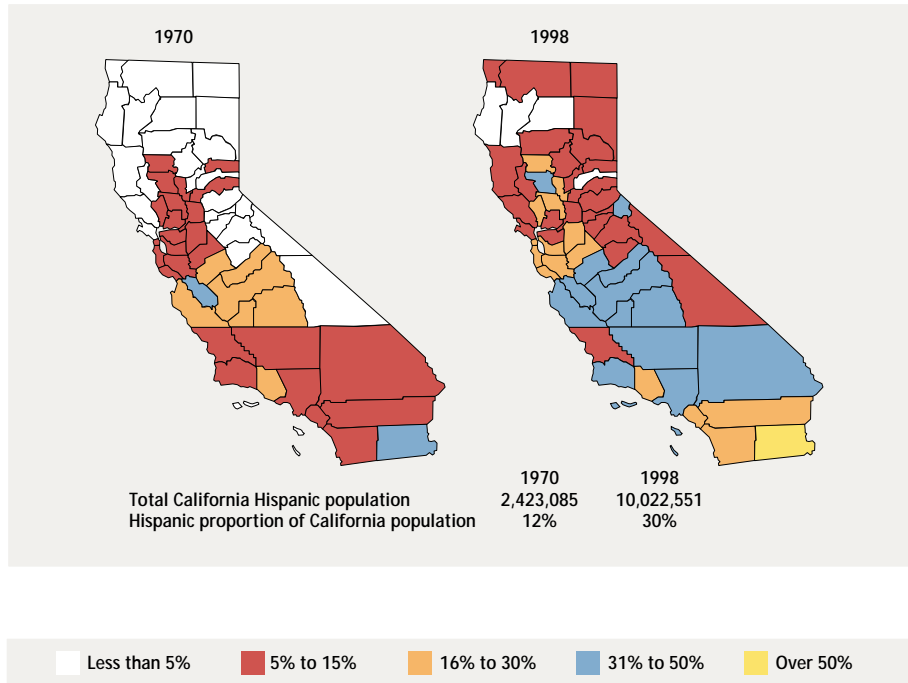 1970 1998
1970 1998
Total California Hispanic population 2,423,085 10,022,551
Hispanic proportion of California population 12% 30%
Less than 5% 5% to 15% 16% to 30% 31% to 50% Over 50%